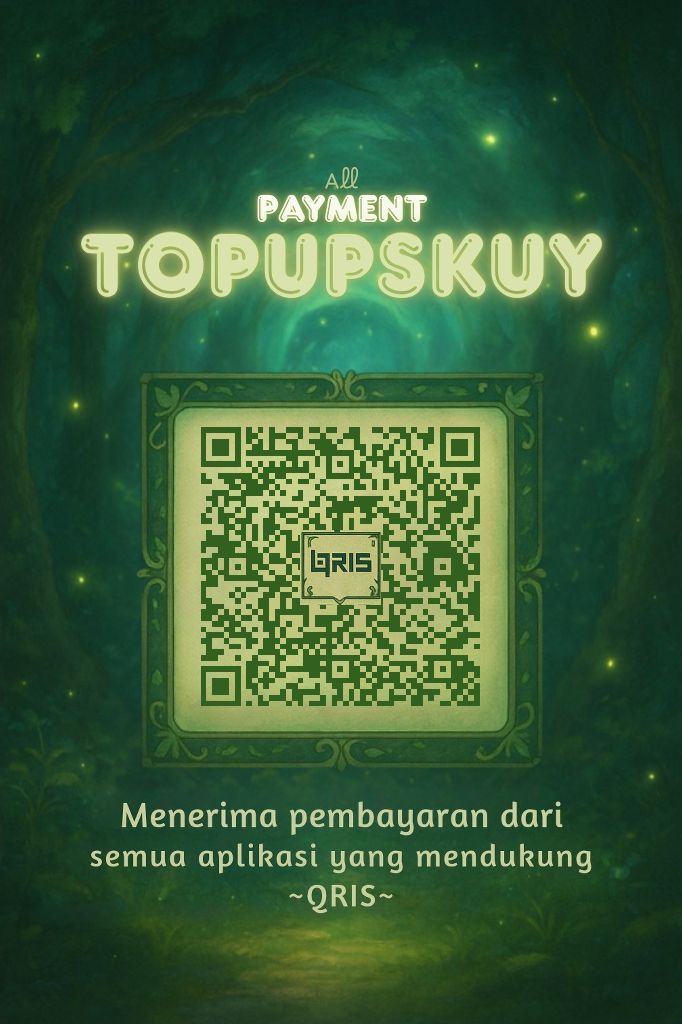 All
PAYMENT
TOPUPSKUY
QRIS
Menerima pembayaran dari
semua aplikasi yang mendukung
~QRIS~